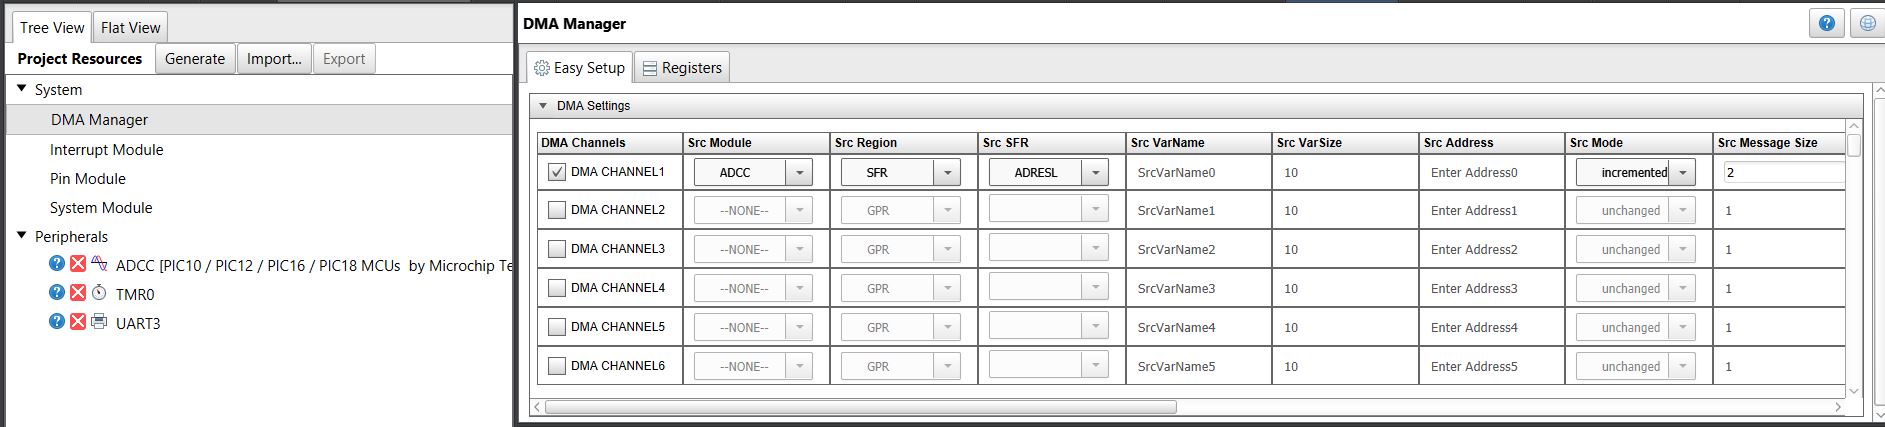 Tree View Flat View
Project Resources Generate Import... Export
System
DMA Manager
Interrupt Module
Pin Module
System Module
Peripherals
ADCC [PIC10 / PIC12 / PIC16 / PIC18 MCUs by Microchip Te
TMR0
UART3
DMA Manager
Easy Setup Registers
DMA Settings
DMA Channels Src Module Src Region Src SFR Src VarName Src VarSize Src Address Src Mode Src Message Size
DMA CHANNEL1 ADCC SFR ADRESL SrcVarName0 10 Enter Address0 incremented 2
DMA CHANNEL2 --NONE-- GPR SrcVarName1 10 Enter Address1 unchanged 1
DMA CHANNEL3 --NONE-- GPR SrcVarName2 10 Enter Address2 unchanged 1
DMA CHANNEL4 --NONE-- GPR SrcVarName3 10 Enter Address3 unchanged 1
DMA CHANNEL5 --NONE-- GPR SrcVarName4 10 Enter Address4 unchanged 1
DMA CHANNEL6 --NONE-- GPR SrcVarName5 10 Enter Address5 unchanged 1